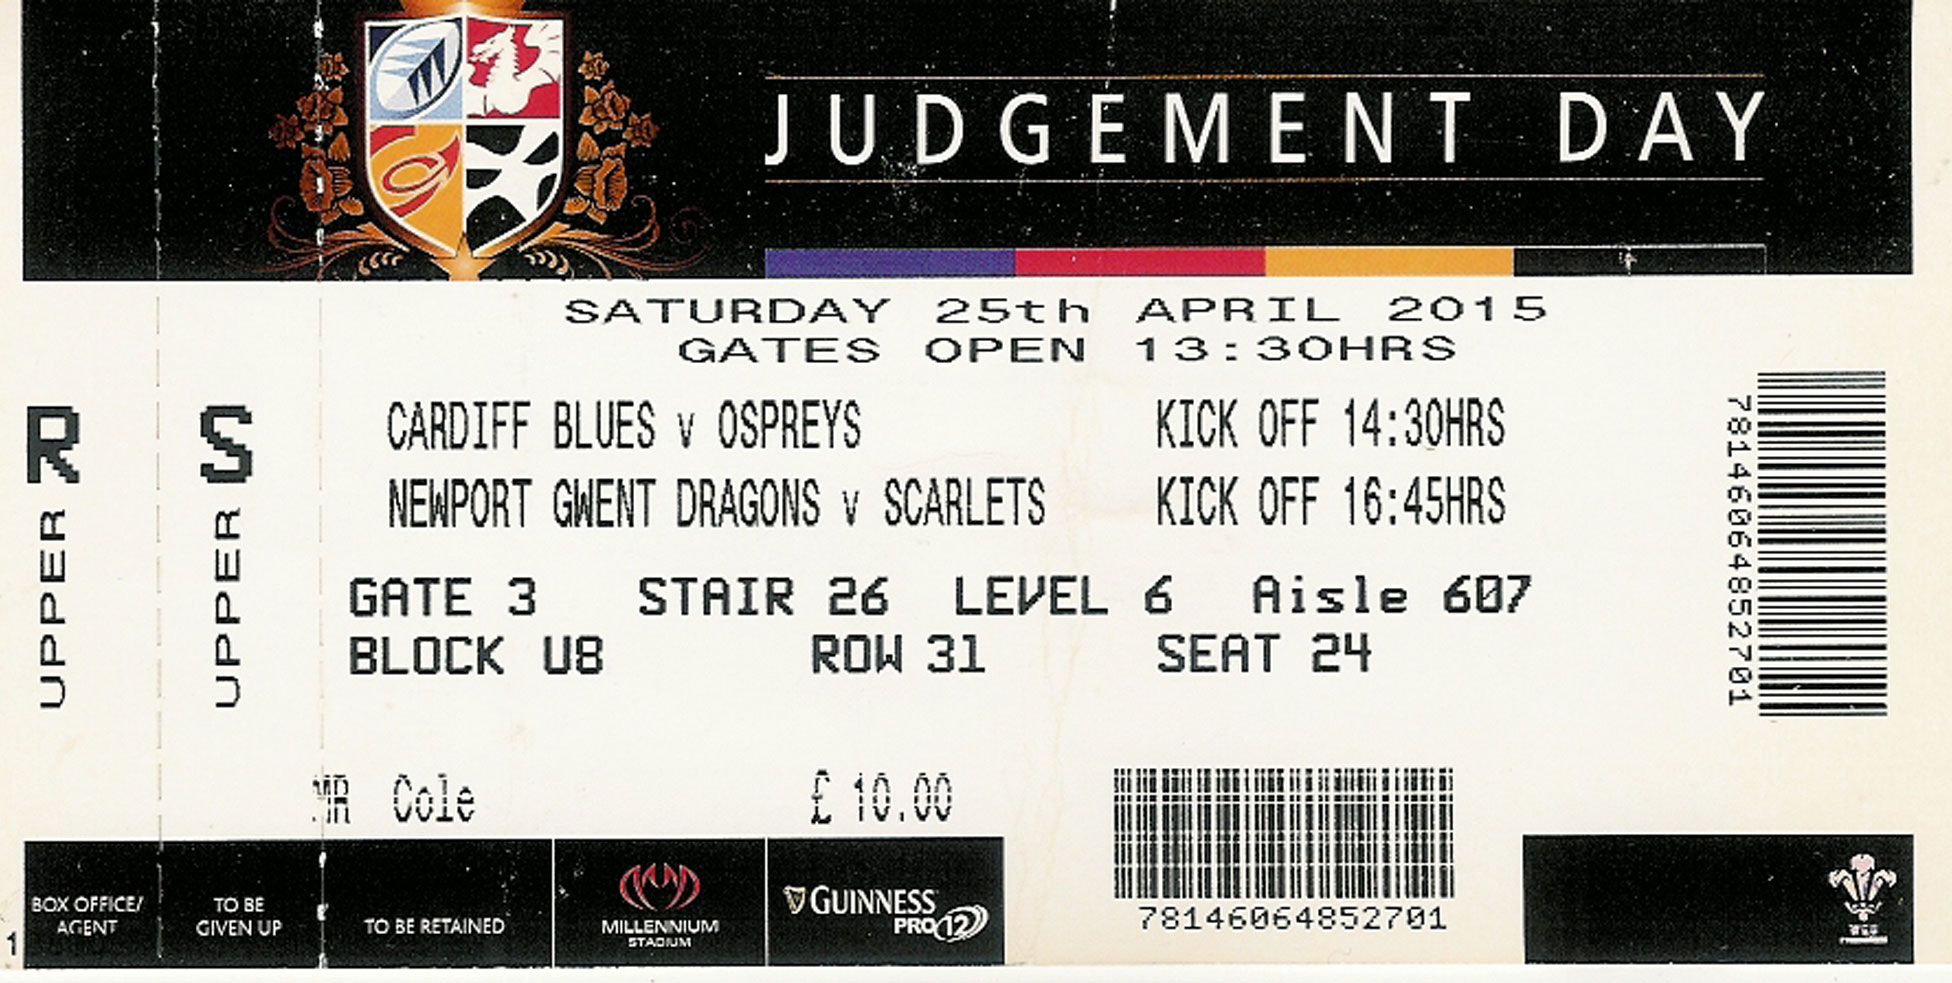 JUDGEMENT DAY
SATURDAY 25th APRIL 2015
GATES OPEN 13:30HRS
R UPPER
S UPPER
CARDIFF BLUES v OSPREYS KICK OFF 14:30HRS
NEWPORT GWENT DRAGONS v SCARLETS KICK OFF 16:45HRS
GATE 3 STAIR 26 LEVEL 6 Aisle 607
BLOCK U8 ROW 31 SEAT 24
78146064852701
MR Cole £ 10.00
78146064852701
BOX OFFICE/
AGENT
TO BE
GIVEN UP
TO BE RETAINED
MILLENNIUM
STADIUM
GUINNESS
PRO12
1